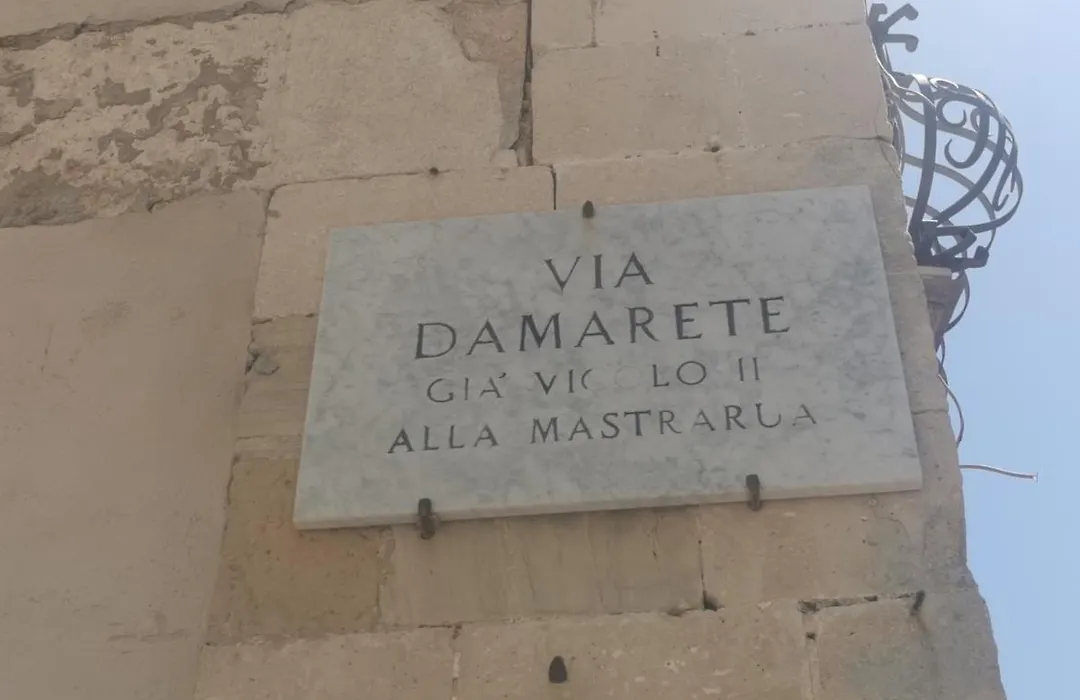 VIA
DAMARETE
GIA' VICOLO II
ALLA MASTRARUA